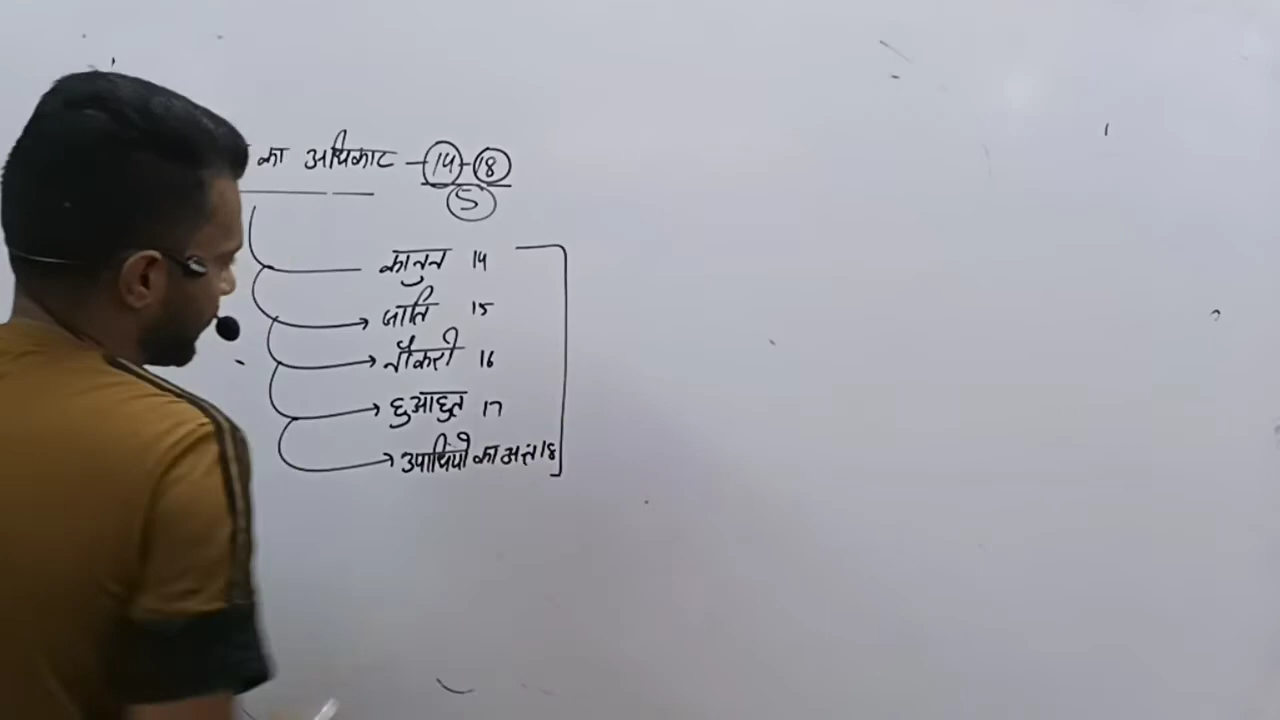 का अधिकार - 14 - 18
5
कानुन 14
जाति 15
नौकरी 16
छुआछुत 17
उपाधियो का अंत 18